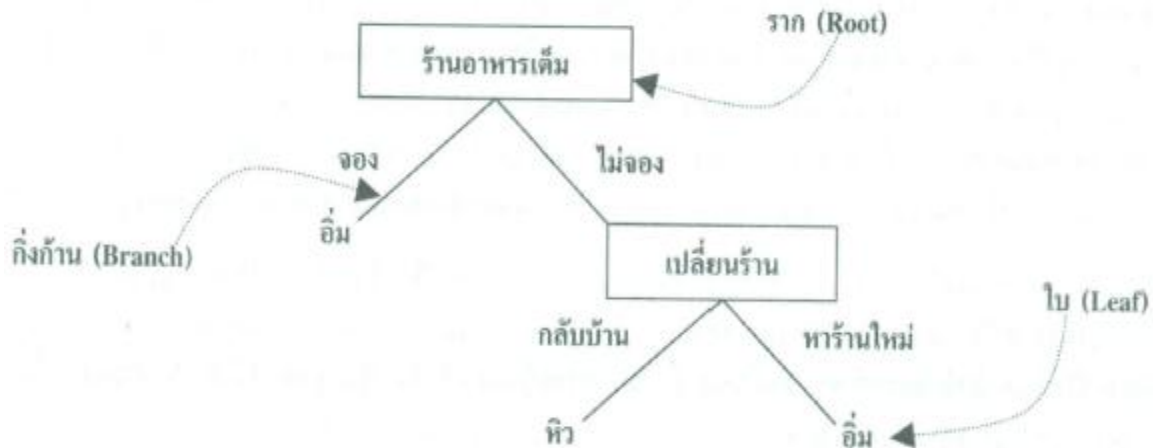 ราก (Root)
ร้านอาหารเต็ม
จอง
ไม่จอง
อิ่ม
กิ่งก้าน (Branch)
เปลี่ยนร้าน
ใบ (Leaf)
กลับบ้าน
หาร้านใหม่
หิว
อิ่ม